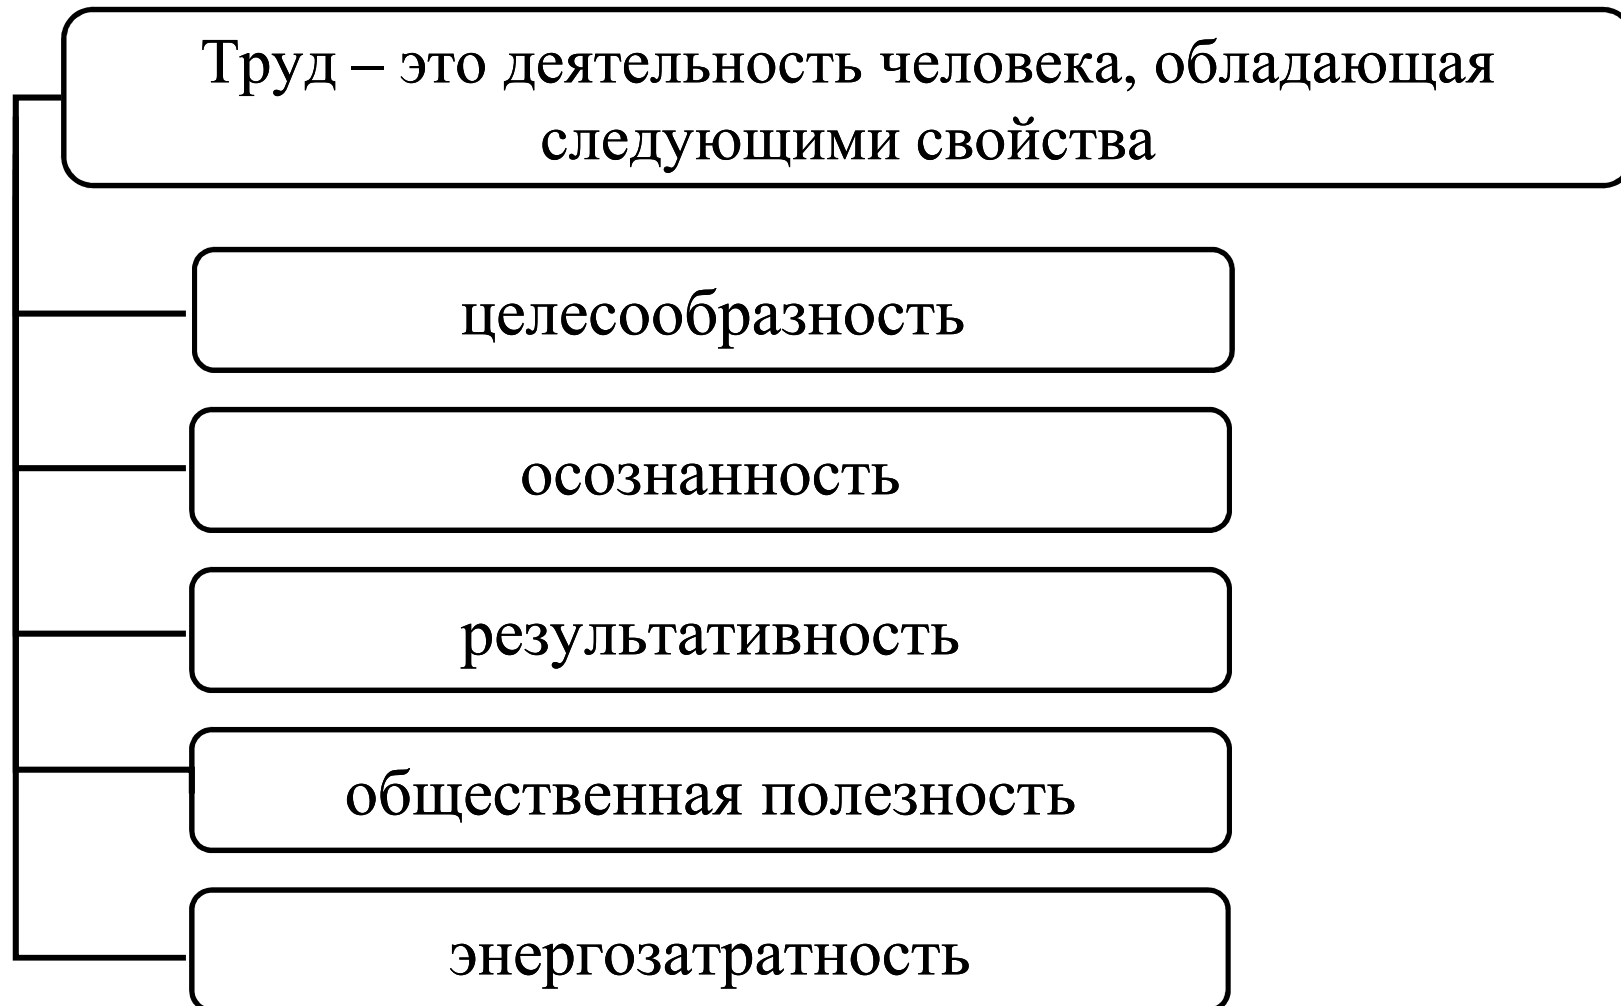 Труд – это деятельность человека, обладающая
следующими свойства
целесообразность
осознанность
результативность
общественная полезность
энергозатратность